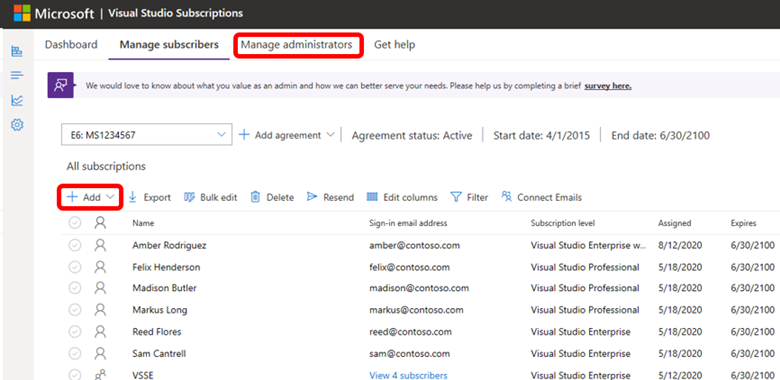 Microsoft | Visual Studio Subscriptions
Dashboard Manage subscribers Manage administrators Get help
We would love to know about what you value as an admin and how we can better serve your needs. Please help us by completing a brief survey here.
E6: MS1234567 Add agreement Agreement status: Active Start date: 4/1/2015 End date: 6/30/2100
All subscriptions
Add Export Bulk edit Delete Resend Edit columns Filter Connect Emails
Name Sign-in email address Subscription level Assigned Expires
Amber Rodriguez amber@contoso.com Visual Studio Enterprise w... 8/12/2020 6/30/2100
Felix Henderson felix@contoso.com Visual Studio Professional 5/18/2020 6/30/2100
Madison Butler madison@contoso.com Visual Studio Professional 5/18/2020 6/30/2100
Markus Long markus@contoso.com Visual Studio Professional 5/18/2020 6/30/2100
Reed Flores reed@contoso.com Visual Studio Enterprise 5/18/2020 6/30/2100
Sam Cantrell sam@contoso.com Visual Studio Enterprise 5/18/2020 6/30/2100
VSSE View 4 subscribers Visual Studio Enterprise 5/12/2020 6/30/2100